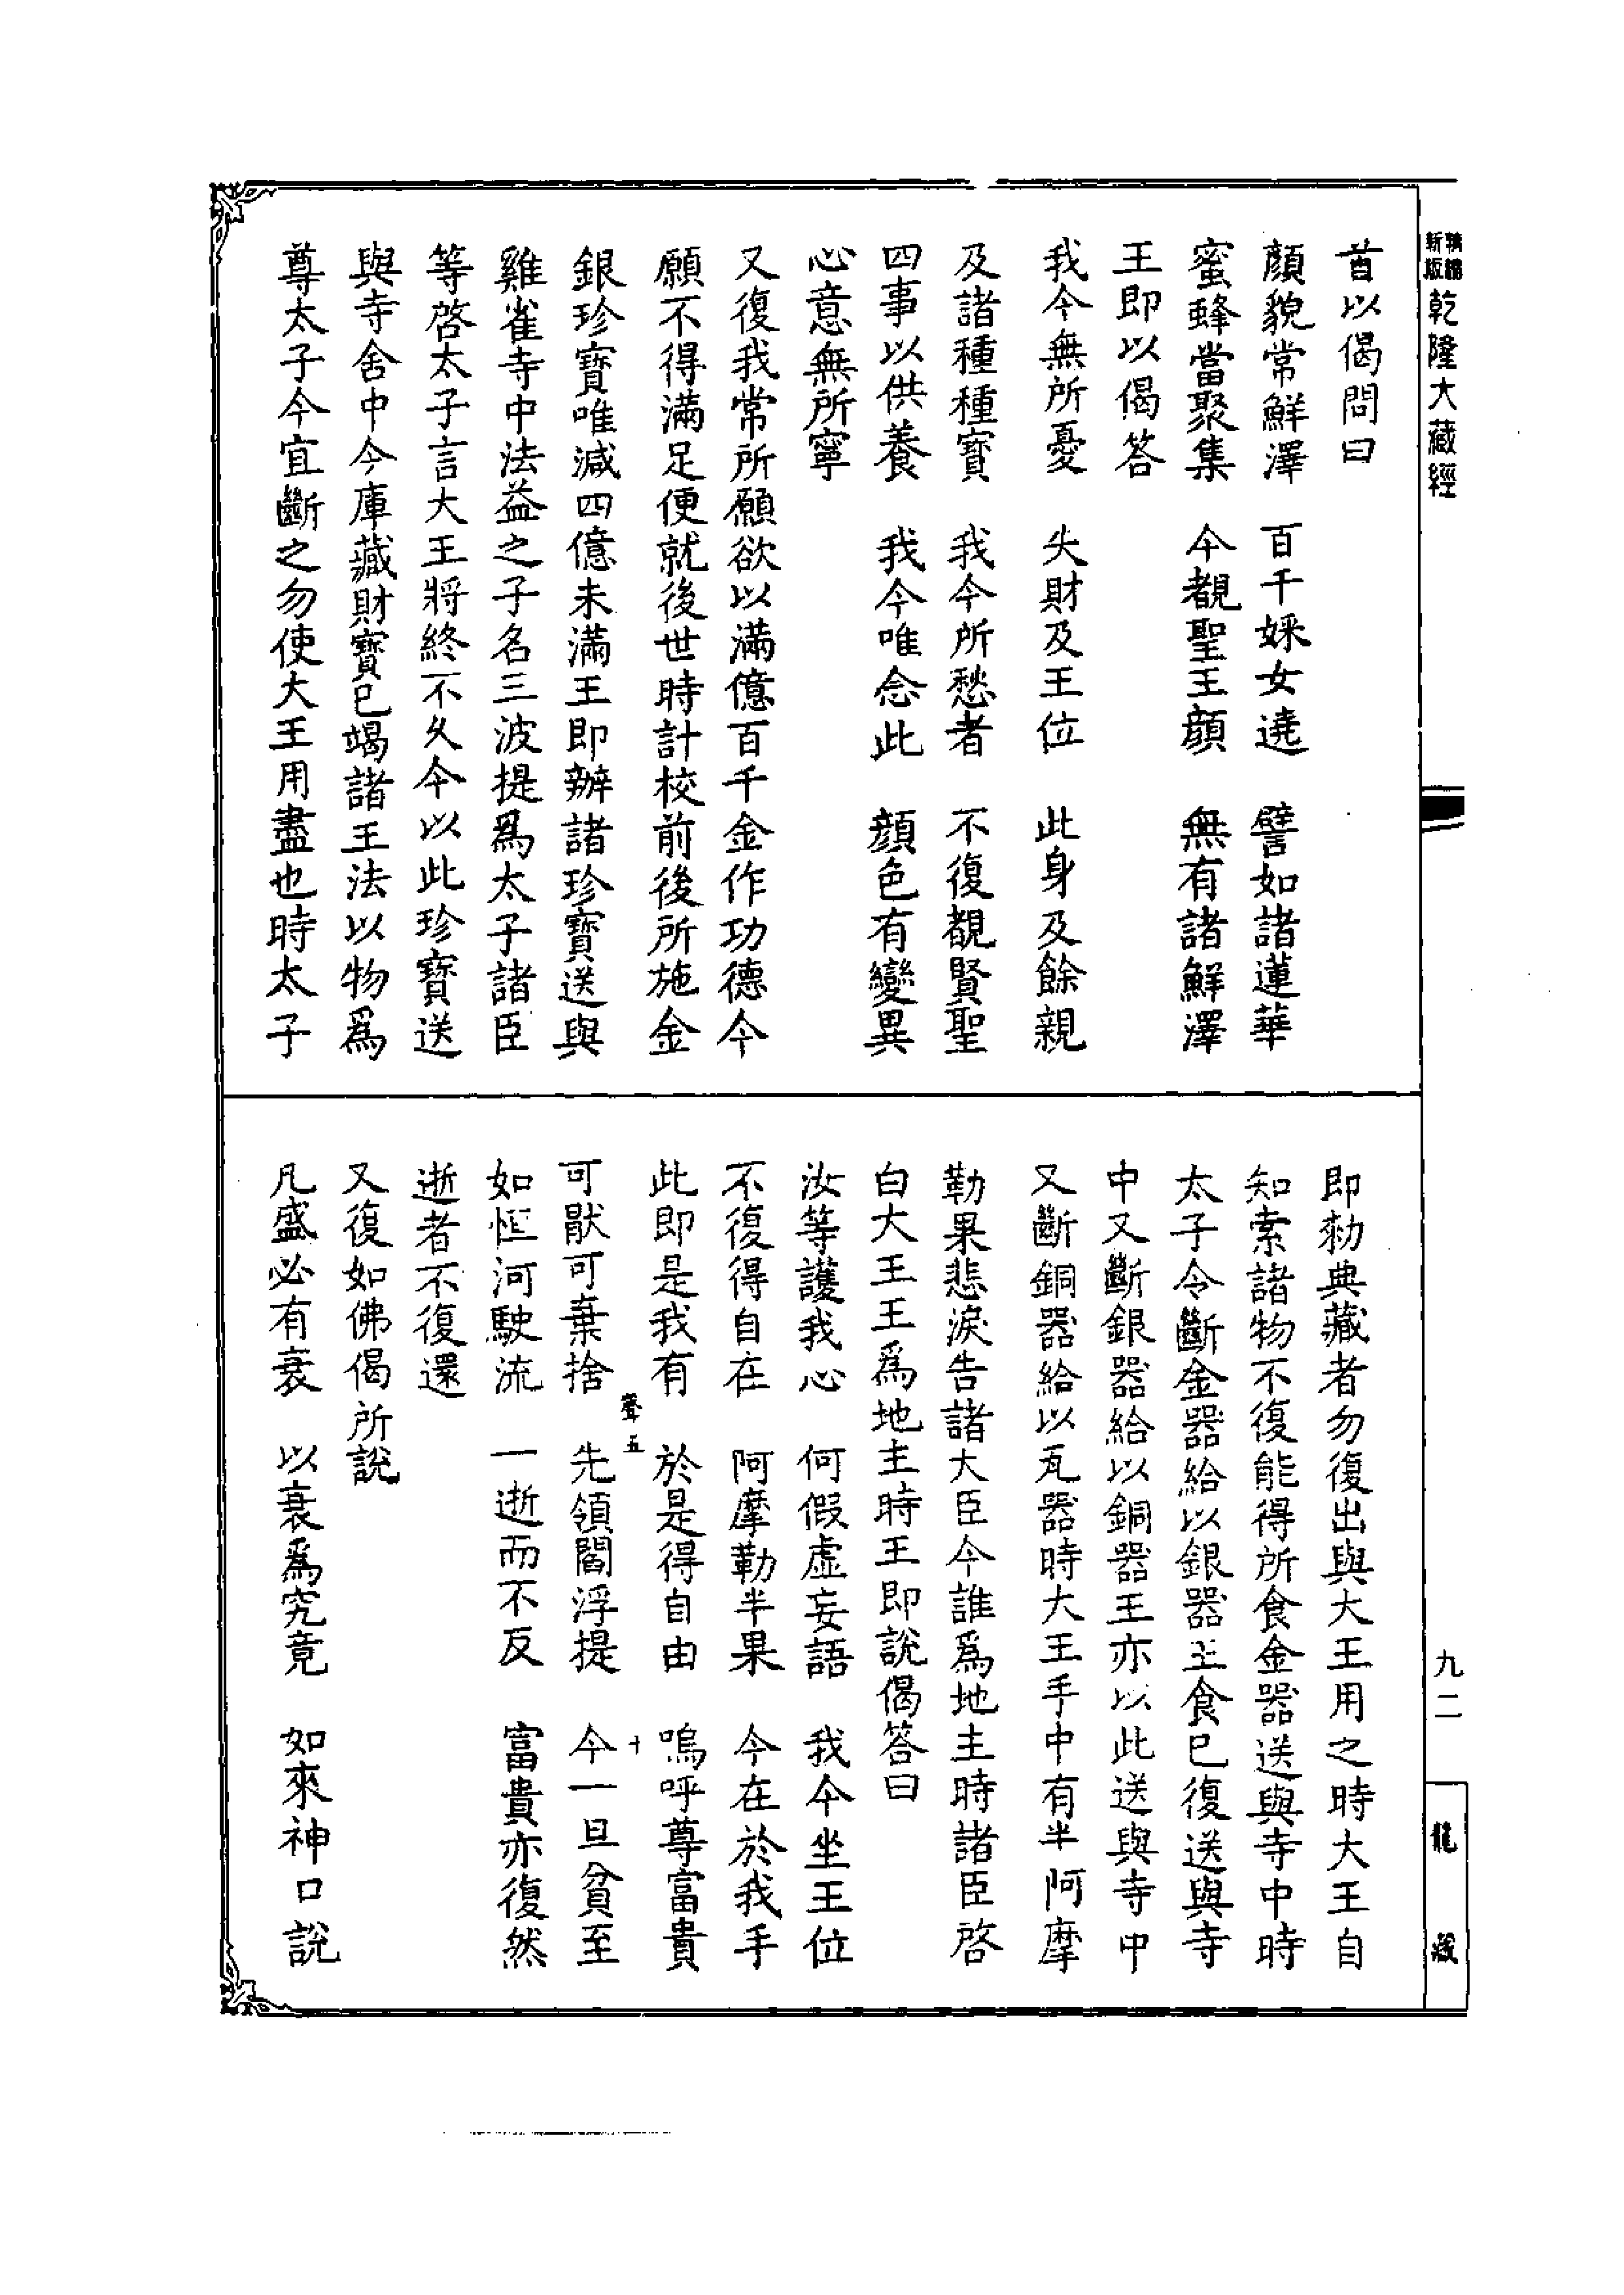 新版
精縮
乾隆大藏經
九二
龍藏
首以偈問曰
顏貌常鮮澤　百千婇女遶　譬如諸蓮華
蜜蜂當聚集　今覩聖王顏　無有諸鮮澤
王即以偈答
我今無所憂　失財及王位　此身及餘親
及諸種種寶　我今所愁者　不復覩賢聖
四事以供養　我今唯念此　顏色有變異
心意無所寧
又復我常所願欲以滿億百千金作功德今
願不得滿足便就後世時計校前後所施金
銀珍寶唯減四億未滿王即辦諸珍寶送與
雞雀寺中法益之子名三波提爲太子諸臣
等啓太子言大王將終不久今以此珍寶送
與寺舍中今庫藏財寶已竭諸王法以物爲
尊太子今宜斷之勿使大王用盡也時太子
即勑典藏者勿復出與大王用之時大王自
知索諸物不復能得所食金器送與寺中時
太子令斷金器給以銀器王食已復送與寺
中又斷銀器給以銅器王亦以此送與寺中
又斷銅器給以瓦器時大王手中有半阿摩
勒果悲淚告諸大臣今誰爲地主時諸臣啓
白大王王爲地主時王即說偈答曰
汝等護我心　何假虛妄語　我今坐王位
不復得自在　阿摩勒半果　今在於我手
此即是我有　於是得自由　嗚呼尊富貴
聲五　十
可猒可棄捨　先領閻浮提　今一旦貧至
如恒河駛流　一逝而不反　富貴亦復然
逝者不復還
又復如佛偈所說
凡盛必有衰　以衰爲究竟　如來神口說